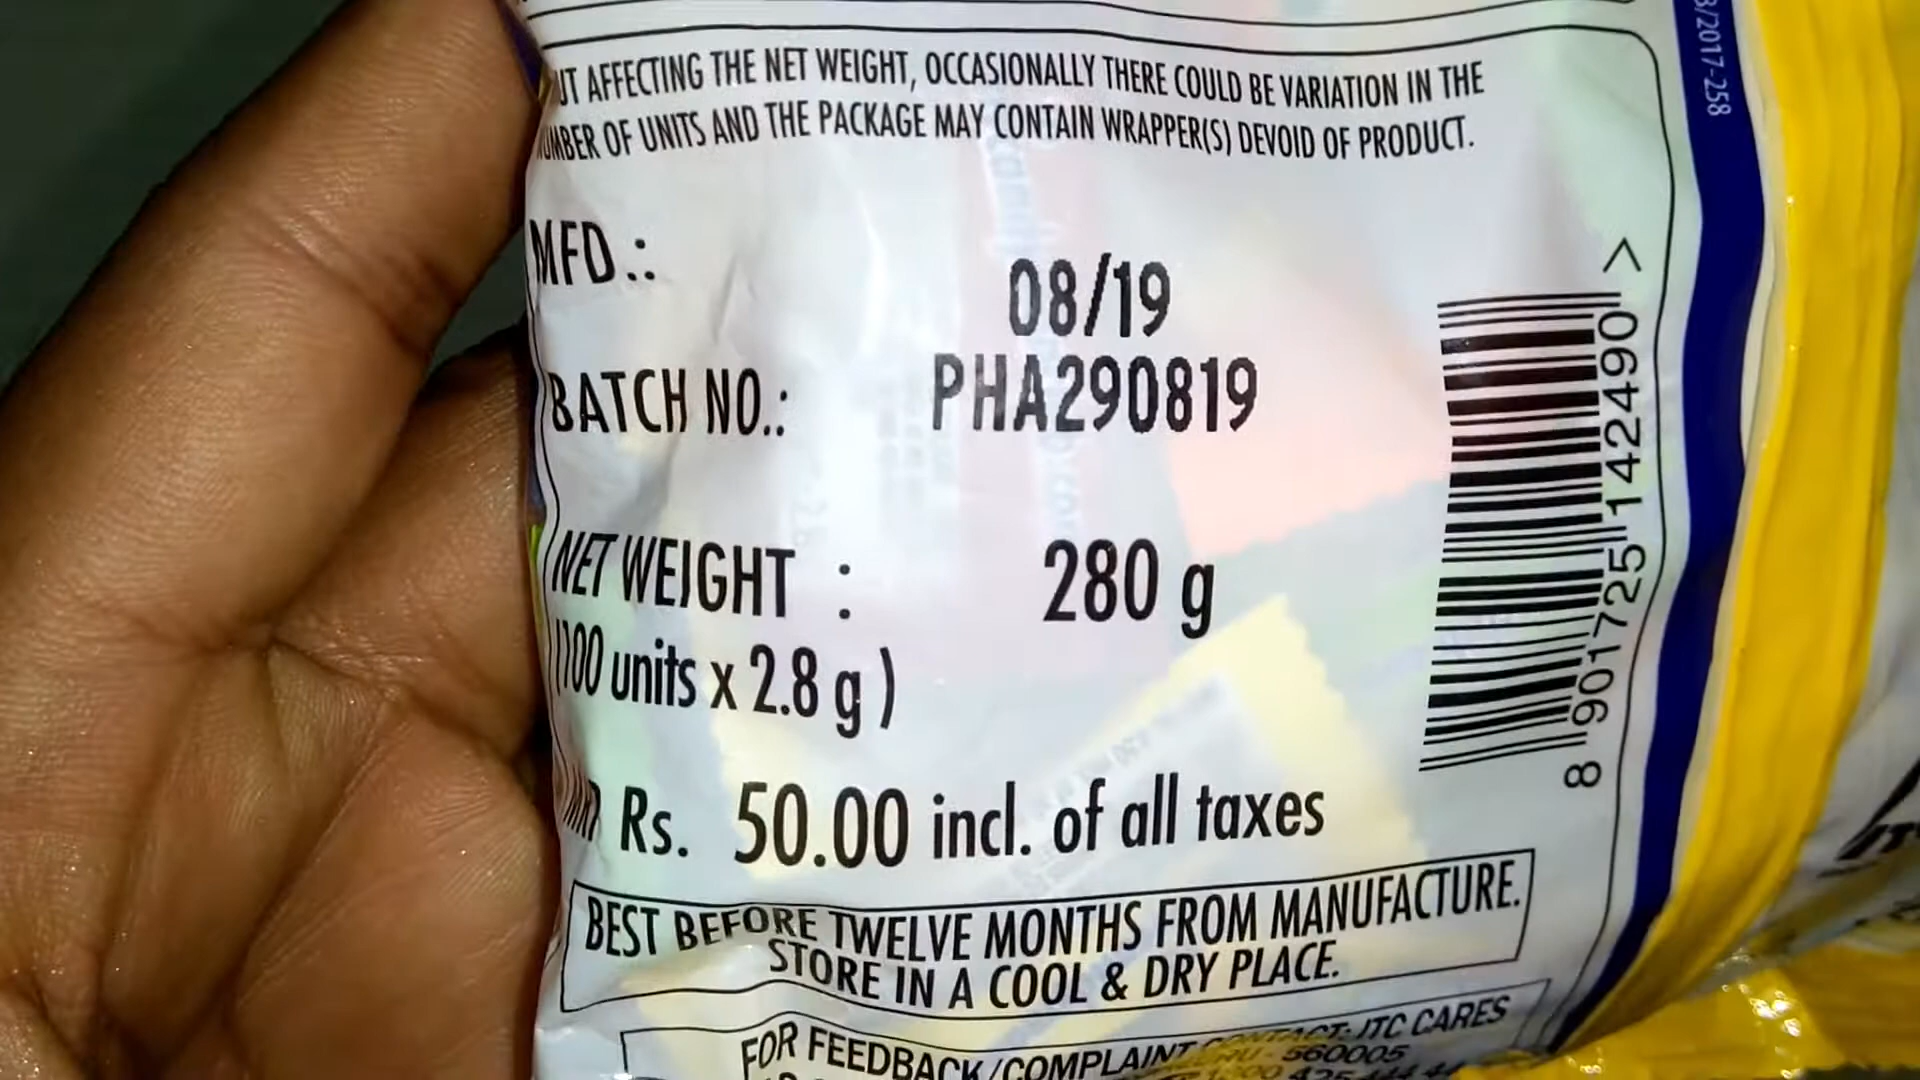 AFFECTING THE NET WEIGHT, OCCASIONALLY THERE COULD BE VARIATION IN THE
OF UNITS AND THE PACKAGE MAY CONTAIN WRAPPER(S) DEVOID OF PRODUCT.
MFD.: 08/19
BATCH NO.: PHA290819
NET WEIGHT : 280 g
(100 units x 2.8 g)
Rs. 50.00 incl. of all taxes
BEST BEFORE TWELVE MONTHS FROM MANUFACTURE.
STORE IN A COOL & DRY PLACE.
FOR FEEDBACK/COMPLAINT CONTACT: ITC CARES
560005
8 901725 142490 >
/2017-258